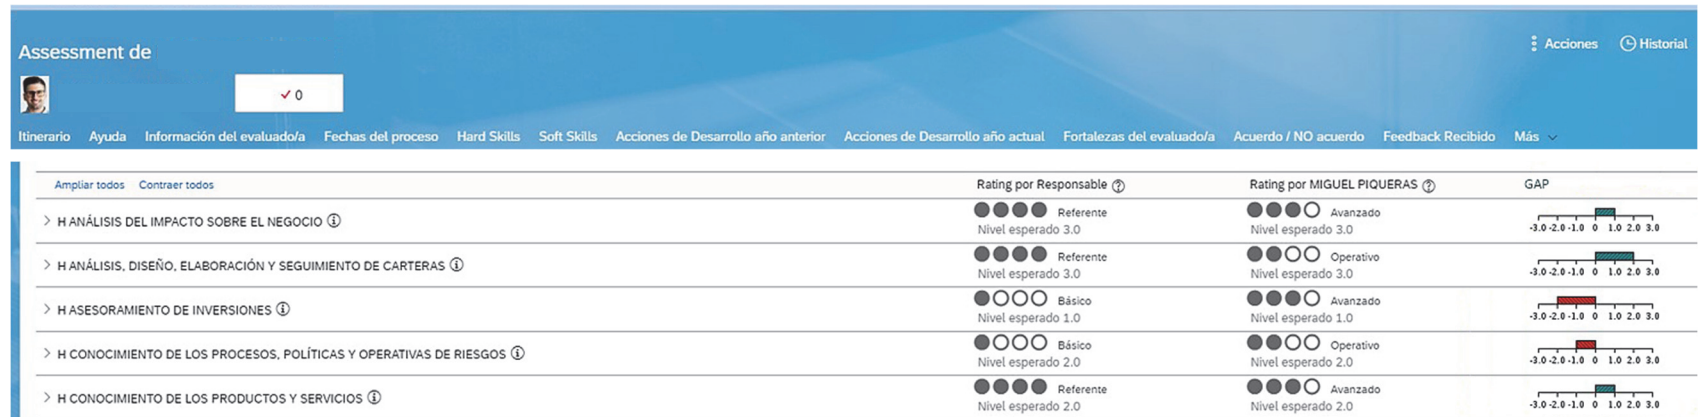 Assessment de
Acciones Historial
0
Itinerario Ayuda Información del evaluado/a Fechas del proceso Hard Skills Soft Skills Acciones de Desarrollo año anterior Acciones de Desarrollo año actual Fortalezas del evaluado/a Acuerdo / NO acuerdo Feedback Recibido Más
Ampliar todos Contraer todos Rating por Responsable Rating por MIGUEL PIQUERAS GAP
H ANÁLISIS DEL IMPACTO SOBRE EL NEGOCIO Referente Avanzado
Nivel esperado 3.0 Nivel esperado 3.0 -3.0 -2.0 -1.0 0 1.0 2.0 3.0
H ANÁLISIS, DISEÑO, ELABORACIÓN Y SEGUIMIENTO DE CARTERAS Referente Operativo
Nivel esperado 3.0 Nivel esperado 3.0 -3.0 -2.0 -1.0 0 1.0 2.0 3.0
H ASESORAMIENTO DE INVERSIONES Básico Avanzado
Nivel esperado 1.0 Nivel esperado 1.0 -3.0 -2.0 -1.0 0 1.0 2.0 3.0
H CONOCIMIENTO DE LOS PROCESOS, POLÍTICAS Y OPERATIVAS DE RIESGOS Básico Operativo
Nivel esperado 2.0 Nivel esperado 2.0 -3.0 -2.0 -1.0 0 1.0 2.0 3.0
H CONOCIMIENTO DE LOS PRODUCTOS Y SERVICIOS Referente Avanzado
Nivel esperado 2.0 Nivel esperado 2.0 -3.0 -2.0 -1.0 0 1.0 2.0 3.0